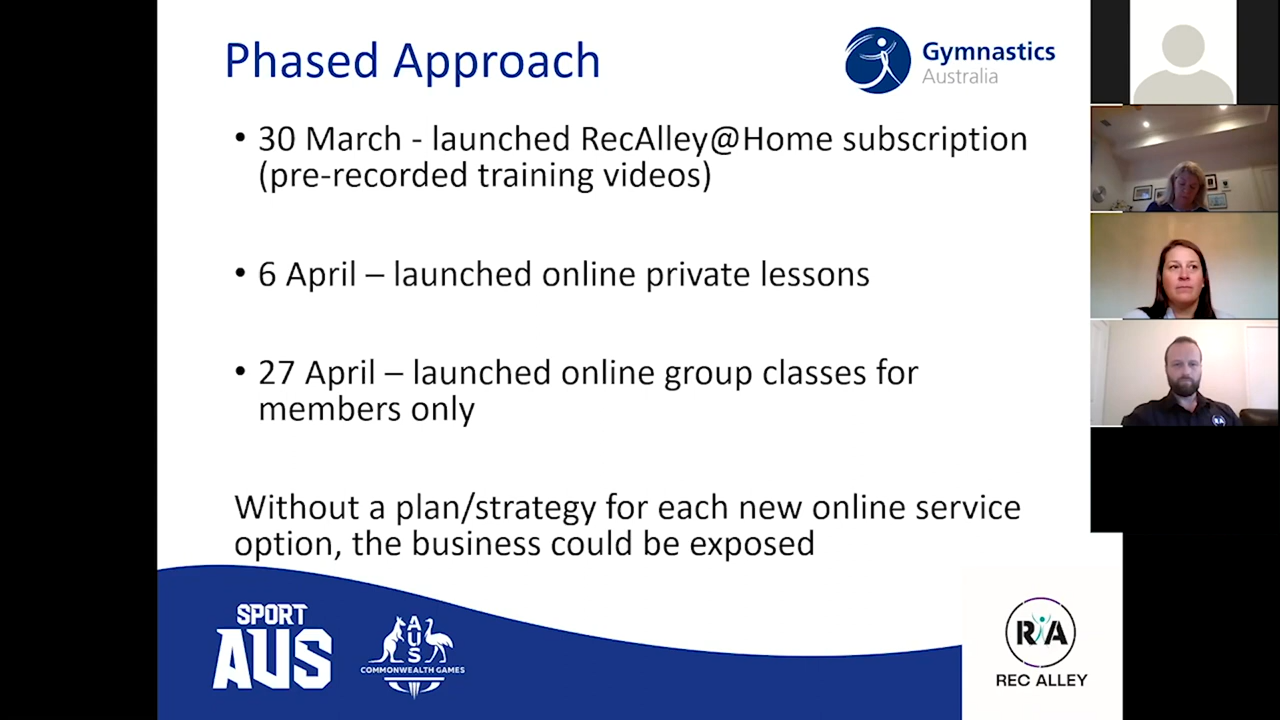 Phased Approach
Gymnastics
Australia
• 30 March - launched RecAlley@Home subscription
(pre-recorded training videos)
• 6 April – launched online private lessons
• 27 April – launched online group classes for
members only
Without a plan/strategy for each new online service
option, the business could be exposed
SPORT
AUS
AUS
COMMONWEALTH GAMES
RA
REC ALLEY
RA